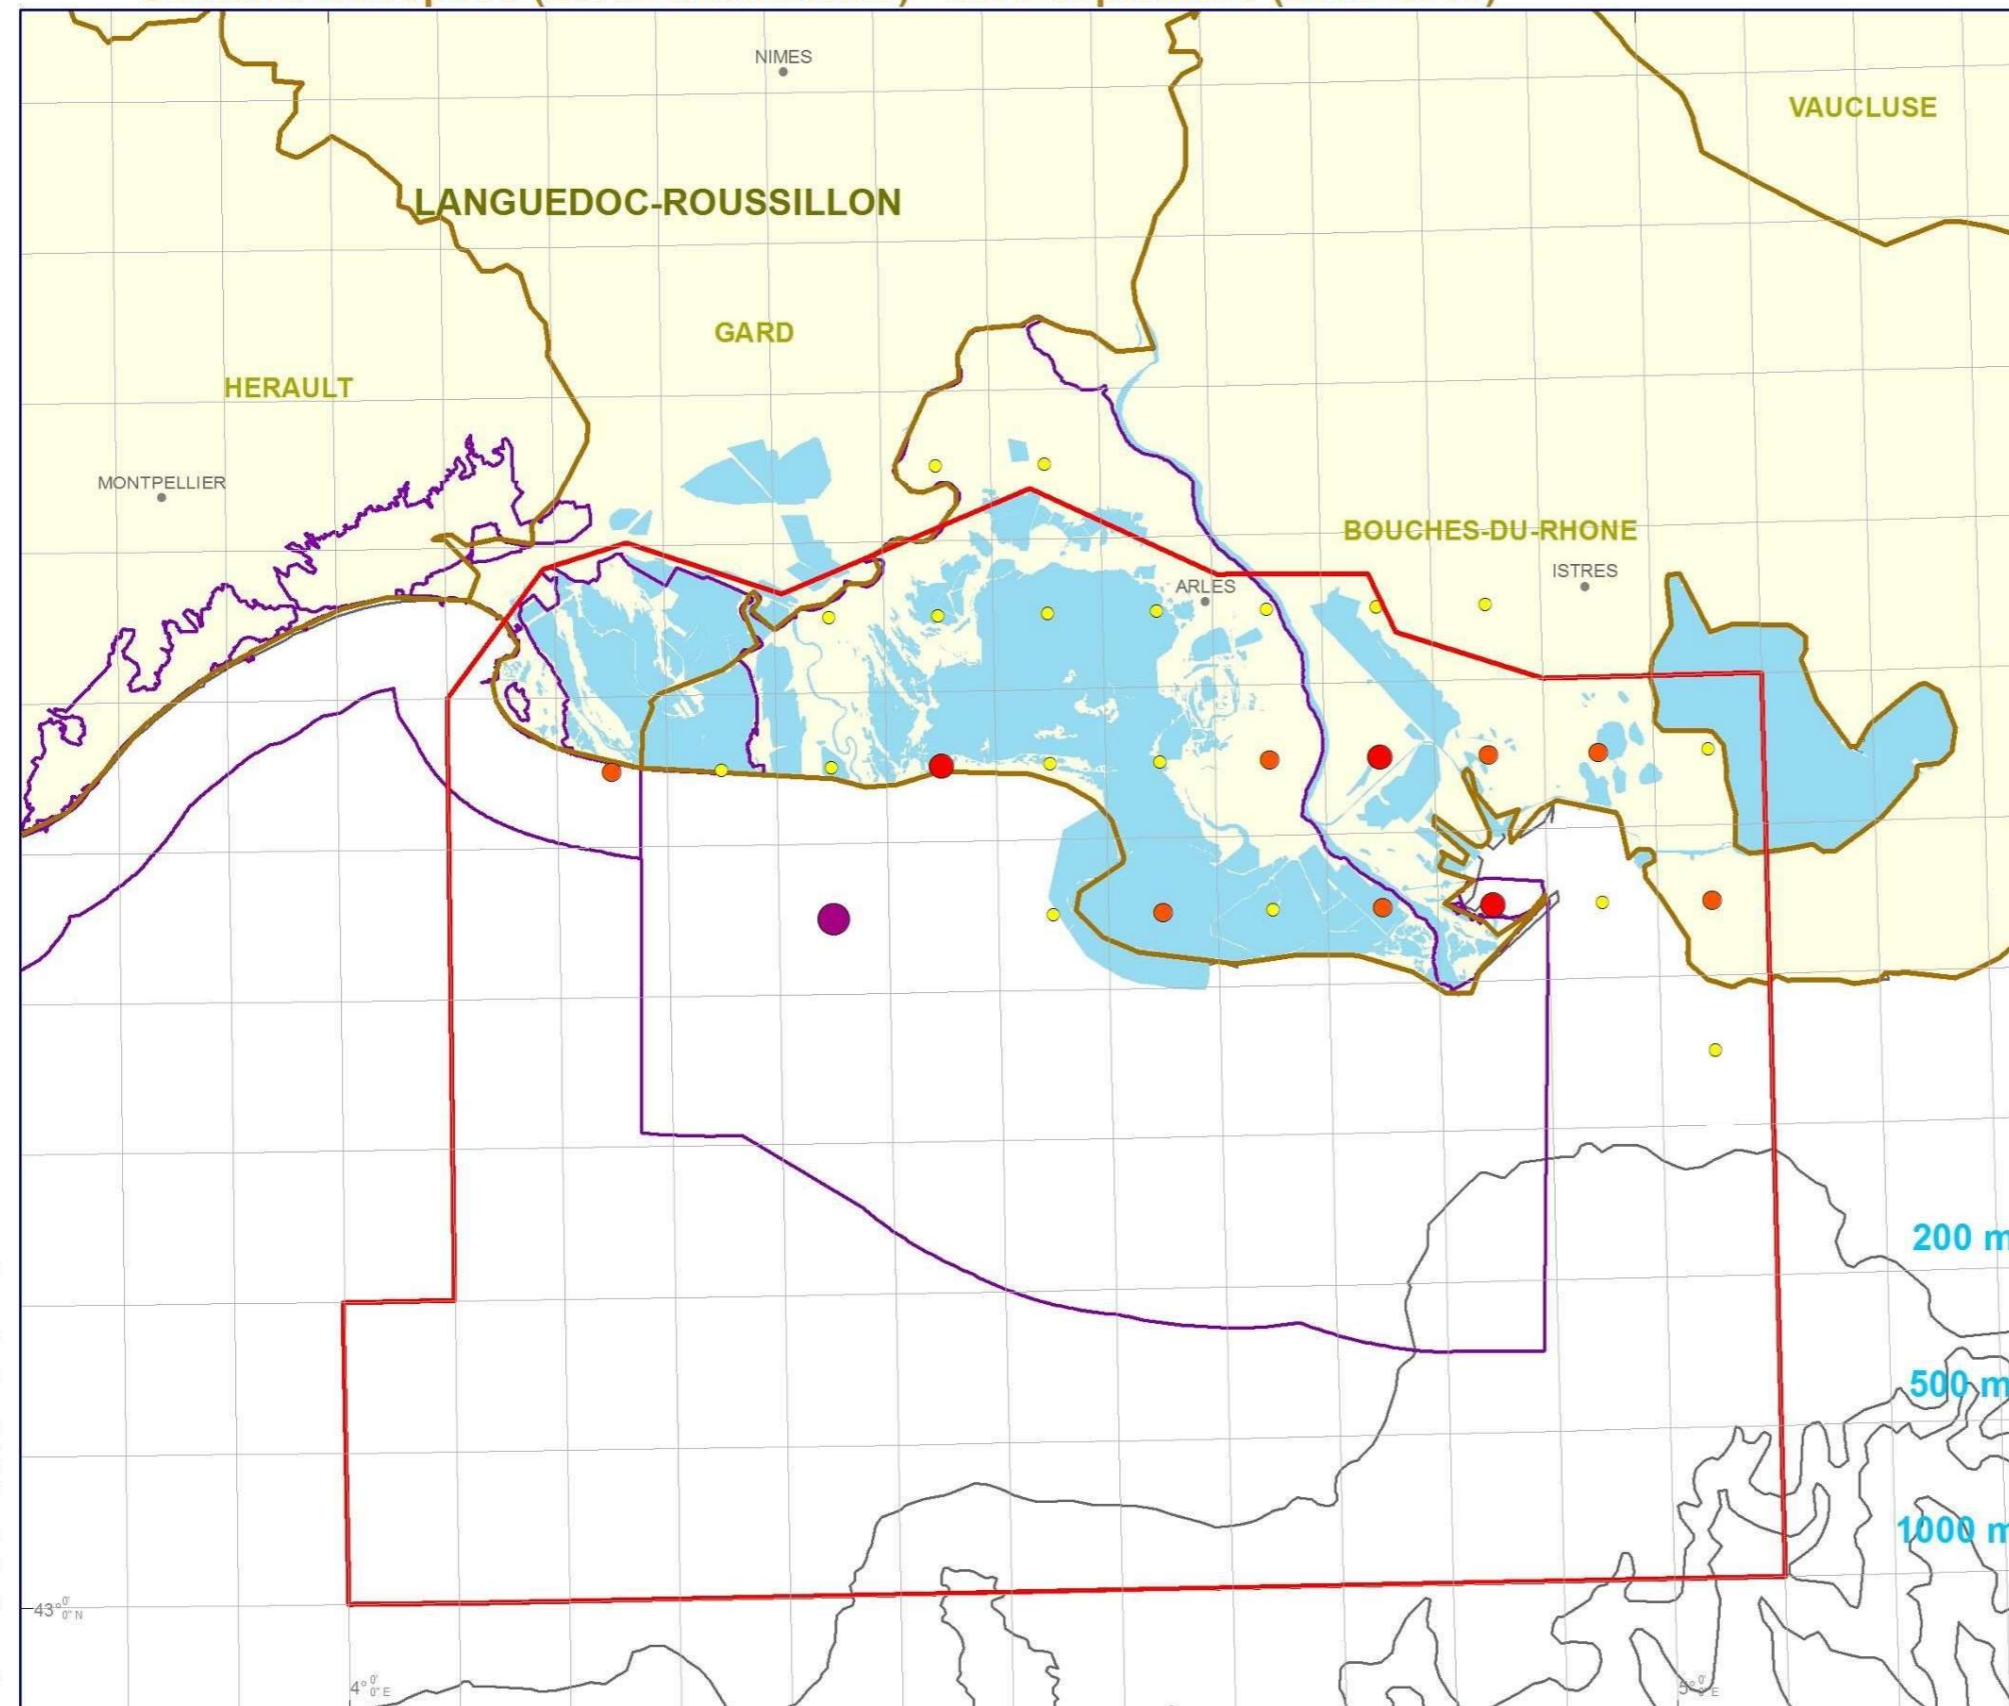 NIMES
VAUCLUSE
LANGUEDOC-ROUSSILLON
GARD
HERAULT
MONTPELLIER
BOUCHES-DU-RHONE
ISTRES
ARLES
200 m
500 m
1000 m
43° 0' 0" N
4° 0' 0" E
5° 0' 0" E